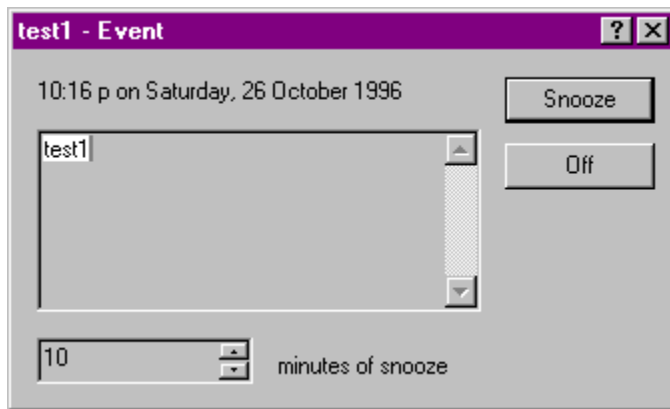 test1 - Event
10:16 p on Saturday, 26 October 1996
Snooze
test1
Off
10
minutes of snooze